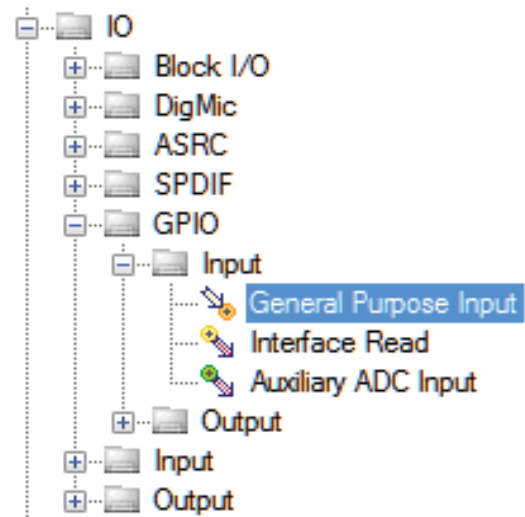 IO
Block I/O
DigMic
ASRC
SPDIF
GPIO
Input
General Purpose Input
Interface Read
Auxiliary ADC Input
Output
Input
Output